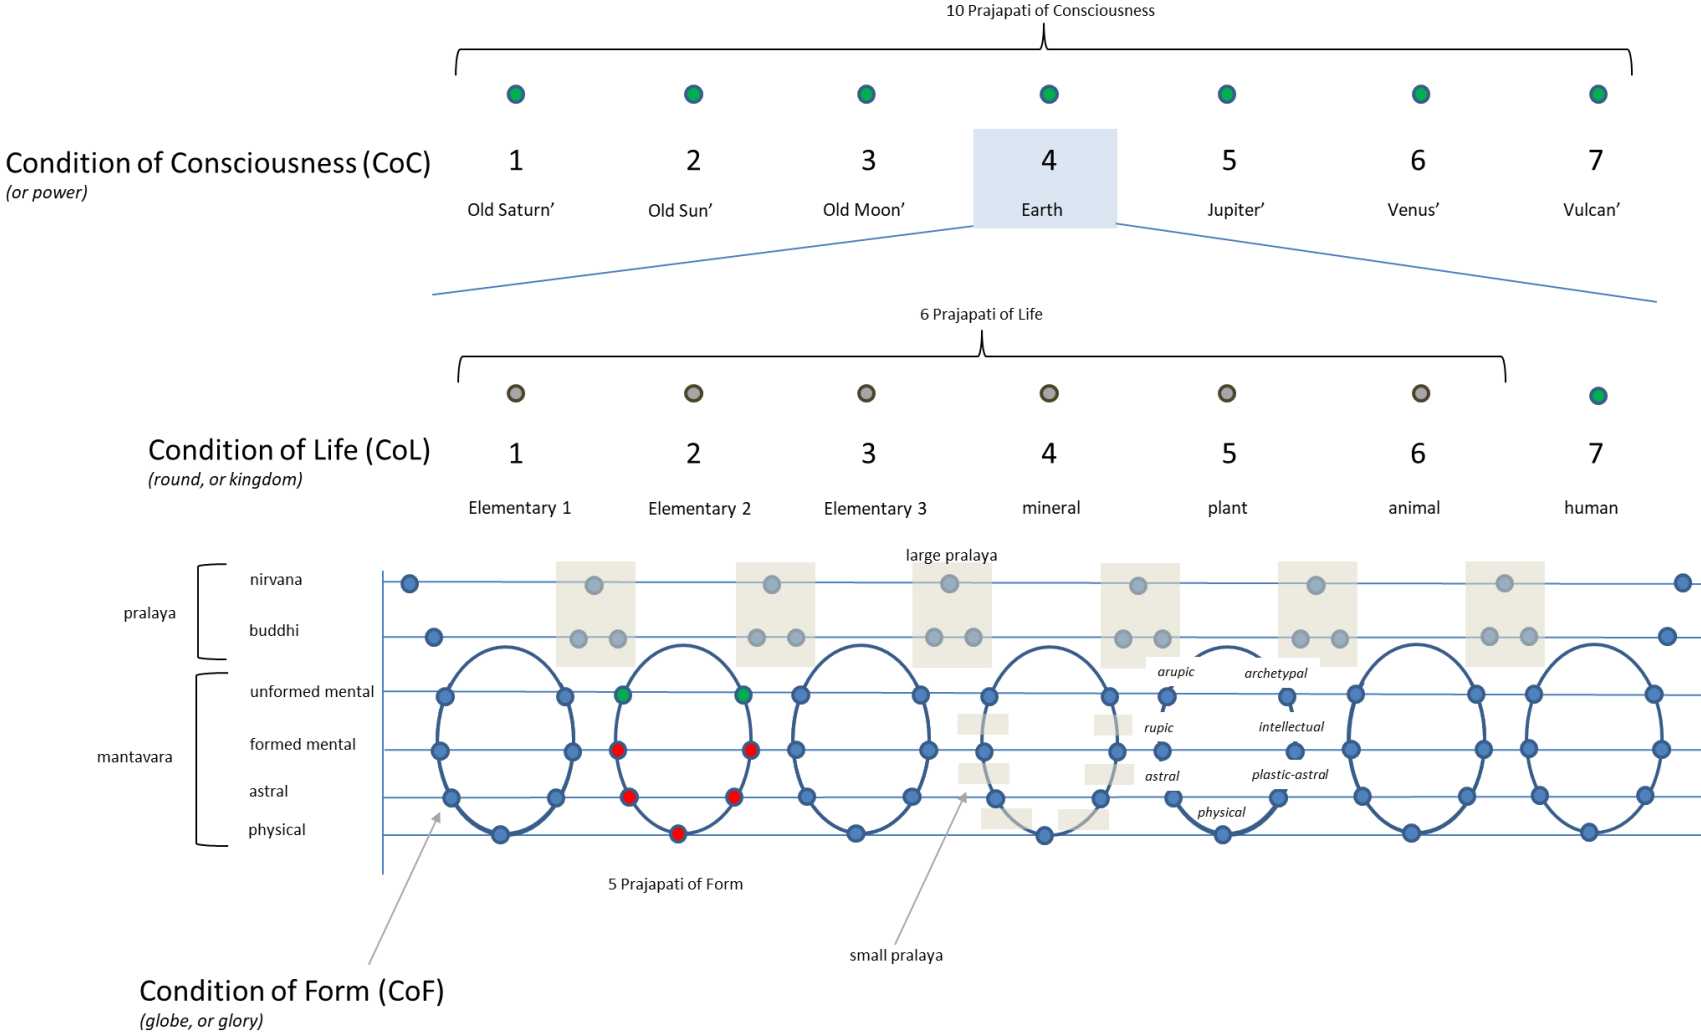 10 Prajapati of Consciousness
Condition of Consciousness (CoC)
(or power)
1 2 3 4 5 6 7
Old Saturn’ Old Sun’ Old Moon’ Earth Jupiter’ Venus’ Vulcan’
6 Prajapati of Life
Condition of Life (CoL)
(round, or kingdom)
1 2 3 4 5 6 7
Elementary 1 Elementary 2 Elementary 3 mineral plant animal human
large pralaya
nirvana
pralaya
buddhi
arupic archetypal
unformed mental
rupic intellectual
formed mental
mantavara
astral plastic-astral
astral
physical
physical
5 Prajapati of Form
small pralaya
Condition of Form (CoF)
(globe, or glory)